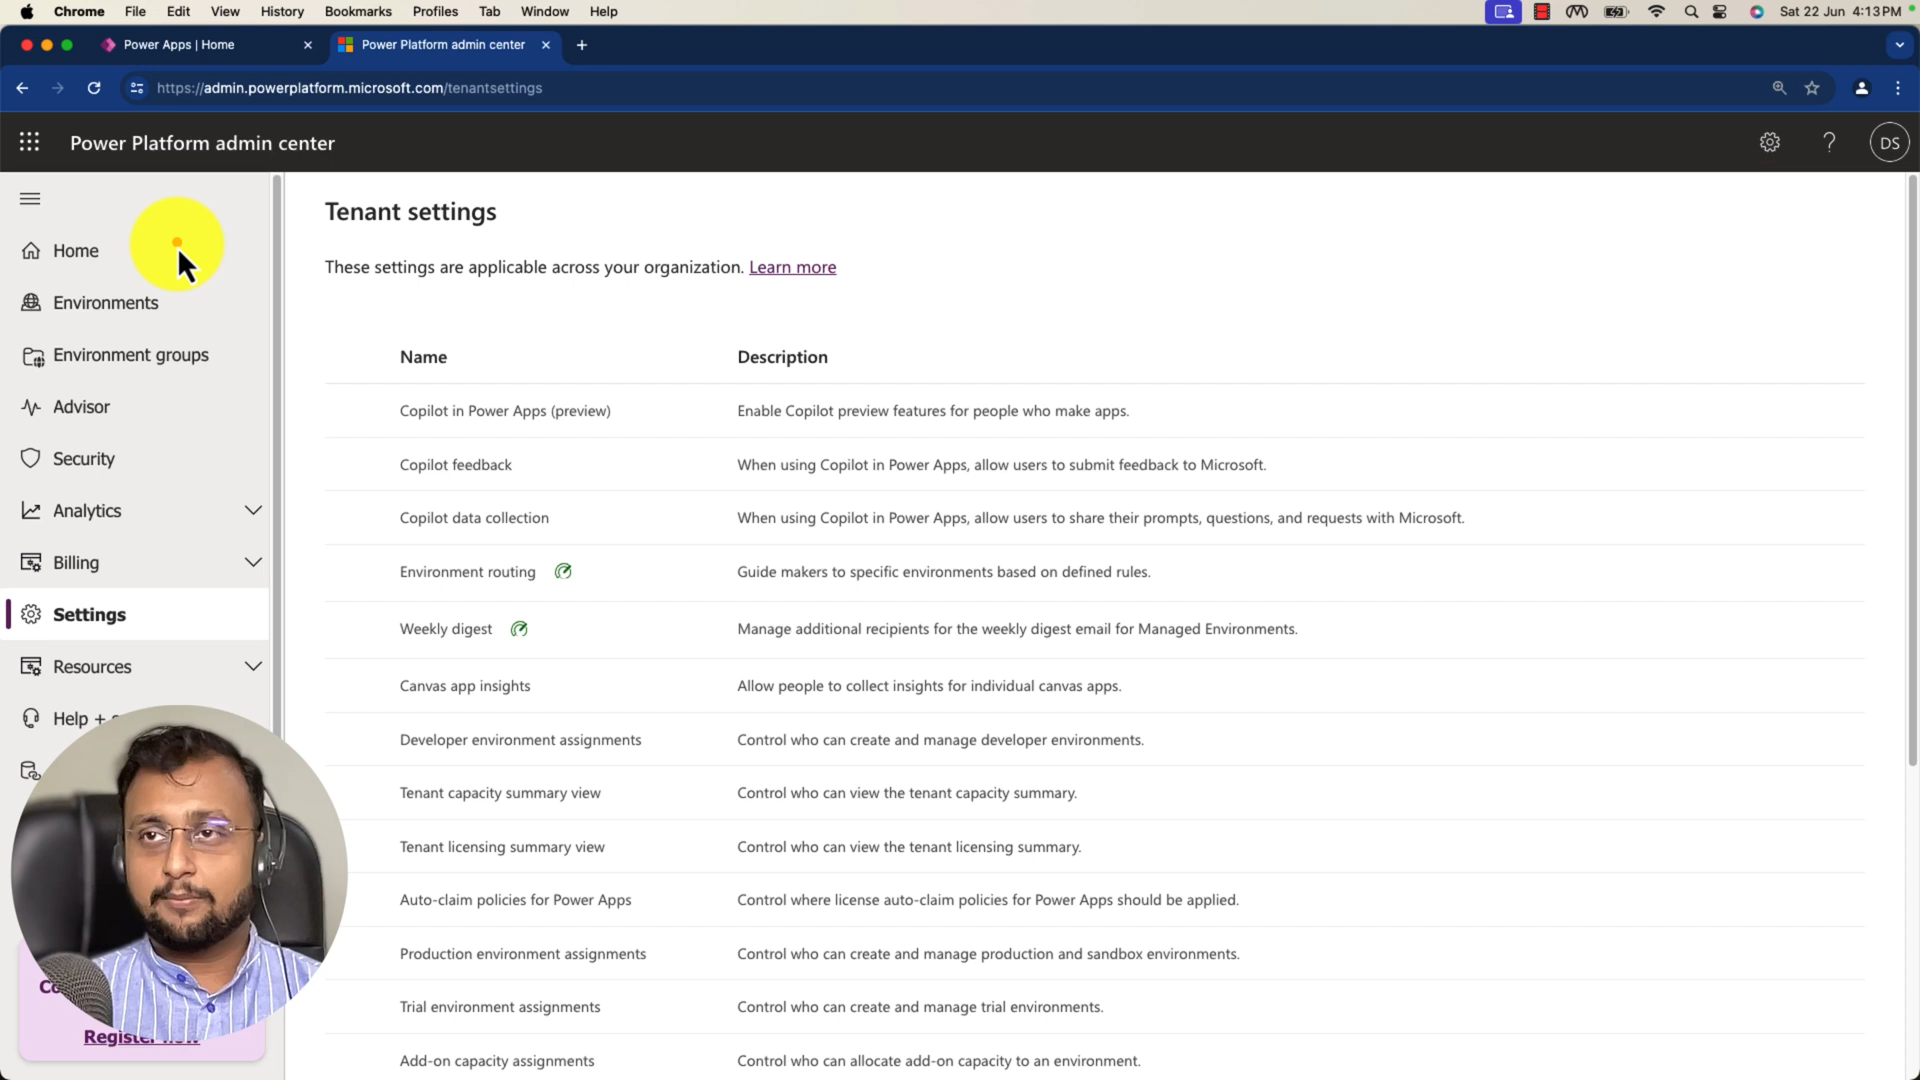 Chrome File Edit View History Bookmarks Profiles Tab Window Help Sat 22 Jun 4:13 PM
Power Apps | Home Power Platform admin center
https://admin.powerplatform.microsoft.com/tenantsettings
Power Platform admin center DS
Home
Environments
Environment groups
Advisor
Security
Analytics
Billing
Settings
Resources
Help +
Register now
Tenant settings
These settings are applicable across your organization. Learn more
Name Description
Copilot in Power Apps (preview) Enable Copilot preview features for people who make apps.
Copilot feedback When using Copilot in Power Apps, allow users to submit feedback to Microsoft.
Copilot data collection When using Copilot in Power Apps, allow users to share their prompts, questions, and requests with Microsoft.
Environment routing Guide makers to specific environments based on defined rules.
Weekly digest Manage additional recipients for the weekly digest email for Managed Environments.
Canvas app insights Allow people to collect insights for individual canvas apps.
Developer environment assignments Control who can create and manage developer environments.
Tenant capacity summary view Control who can view the tenant capacity summary.
Tenant licensing summary view Control who can view the tenant licensing summary.
Auto-claim policies for Power Apps Control where license auto-claim policies for Power Apps should be applied.
Production environment assignments Control who can create and manage production and sandbox environments.
Trial environment assignments Control who can create and manage trial environments.
Add-on capacity assignments Control who can allocate add-on capacity to an environment.